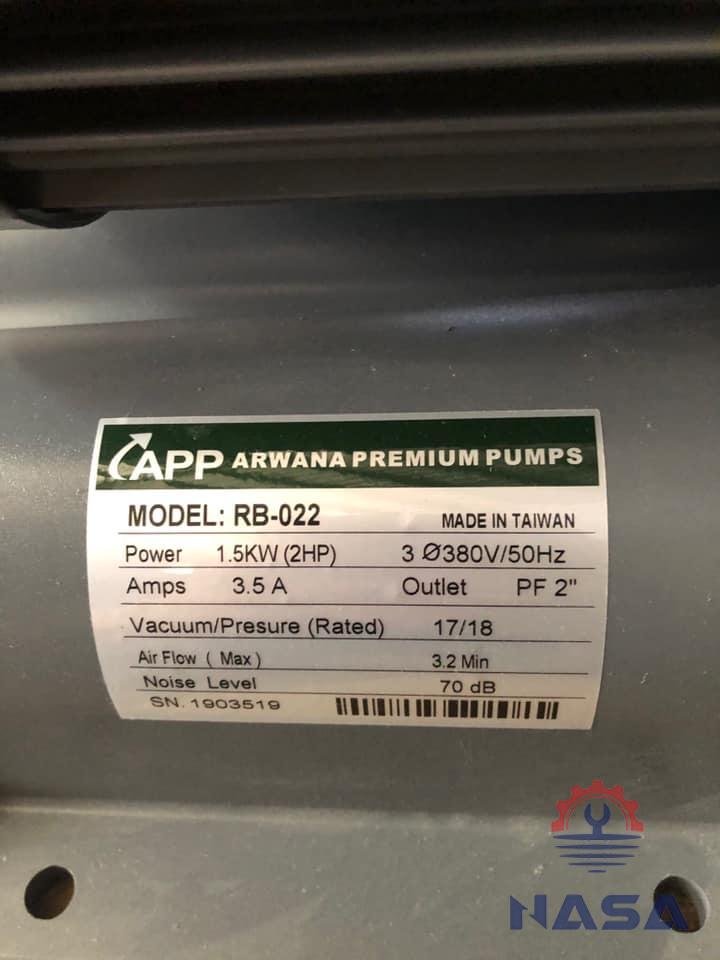 APP ARWANA PREMIUM PUMPS
MODEL: RB-022 MADE IN TAIWAN
Power 1.5KW (2HP) 3 Ø380V/50Hz
Amps 3.5 A Outlet PF 2"
Vacuum/Presure (Rated) 17/18
Air Flow ( Max ) 3.2 Min
Noise Level 70 dB
SN. 1903519
NASA